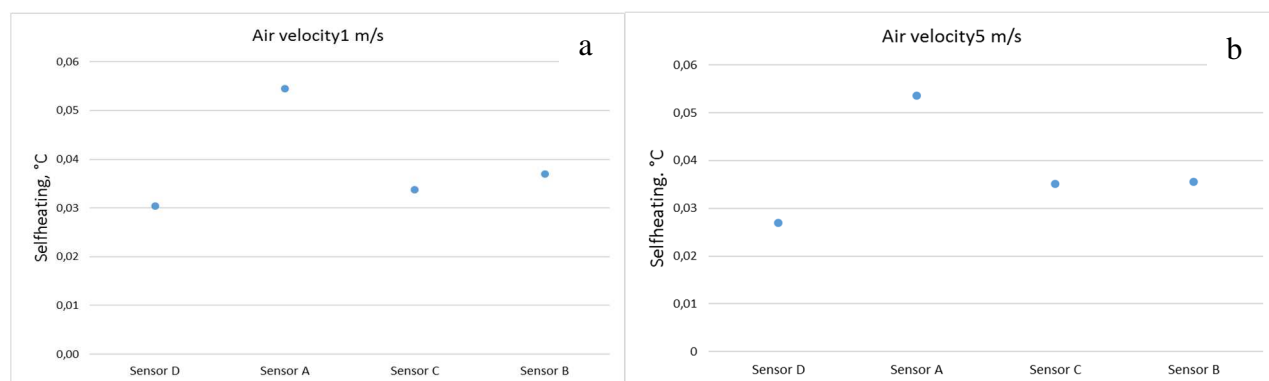 Air velocity1 m/s
a
0,06
0,05
0,04
0,03
0,02
0,01
0,00
Selfheating, °C
Sensor D Sensor A Sensor C Sensor B
Air velocity5 m/s
b
0,06
0,05
0,04
0,03
0,02
0,01
0
Selfheating. °C
Sensor D Sensor A Sensor C Sensor B